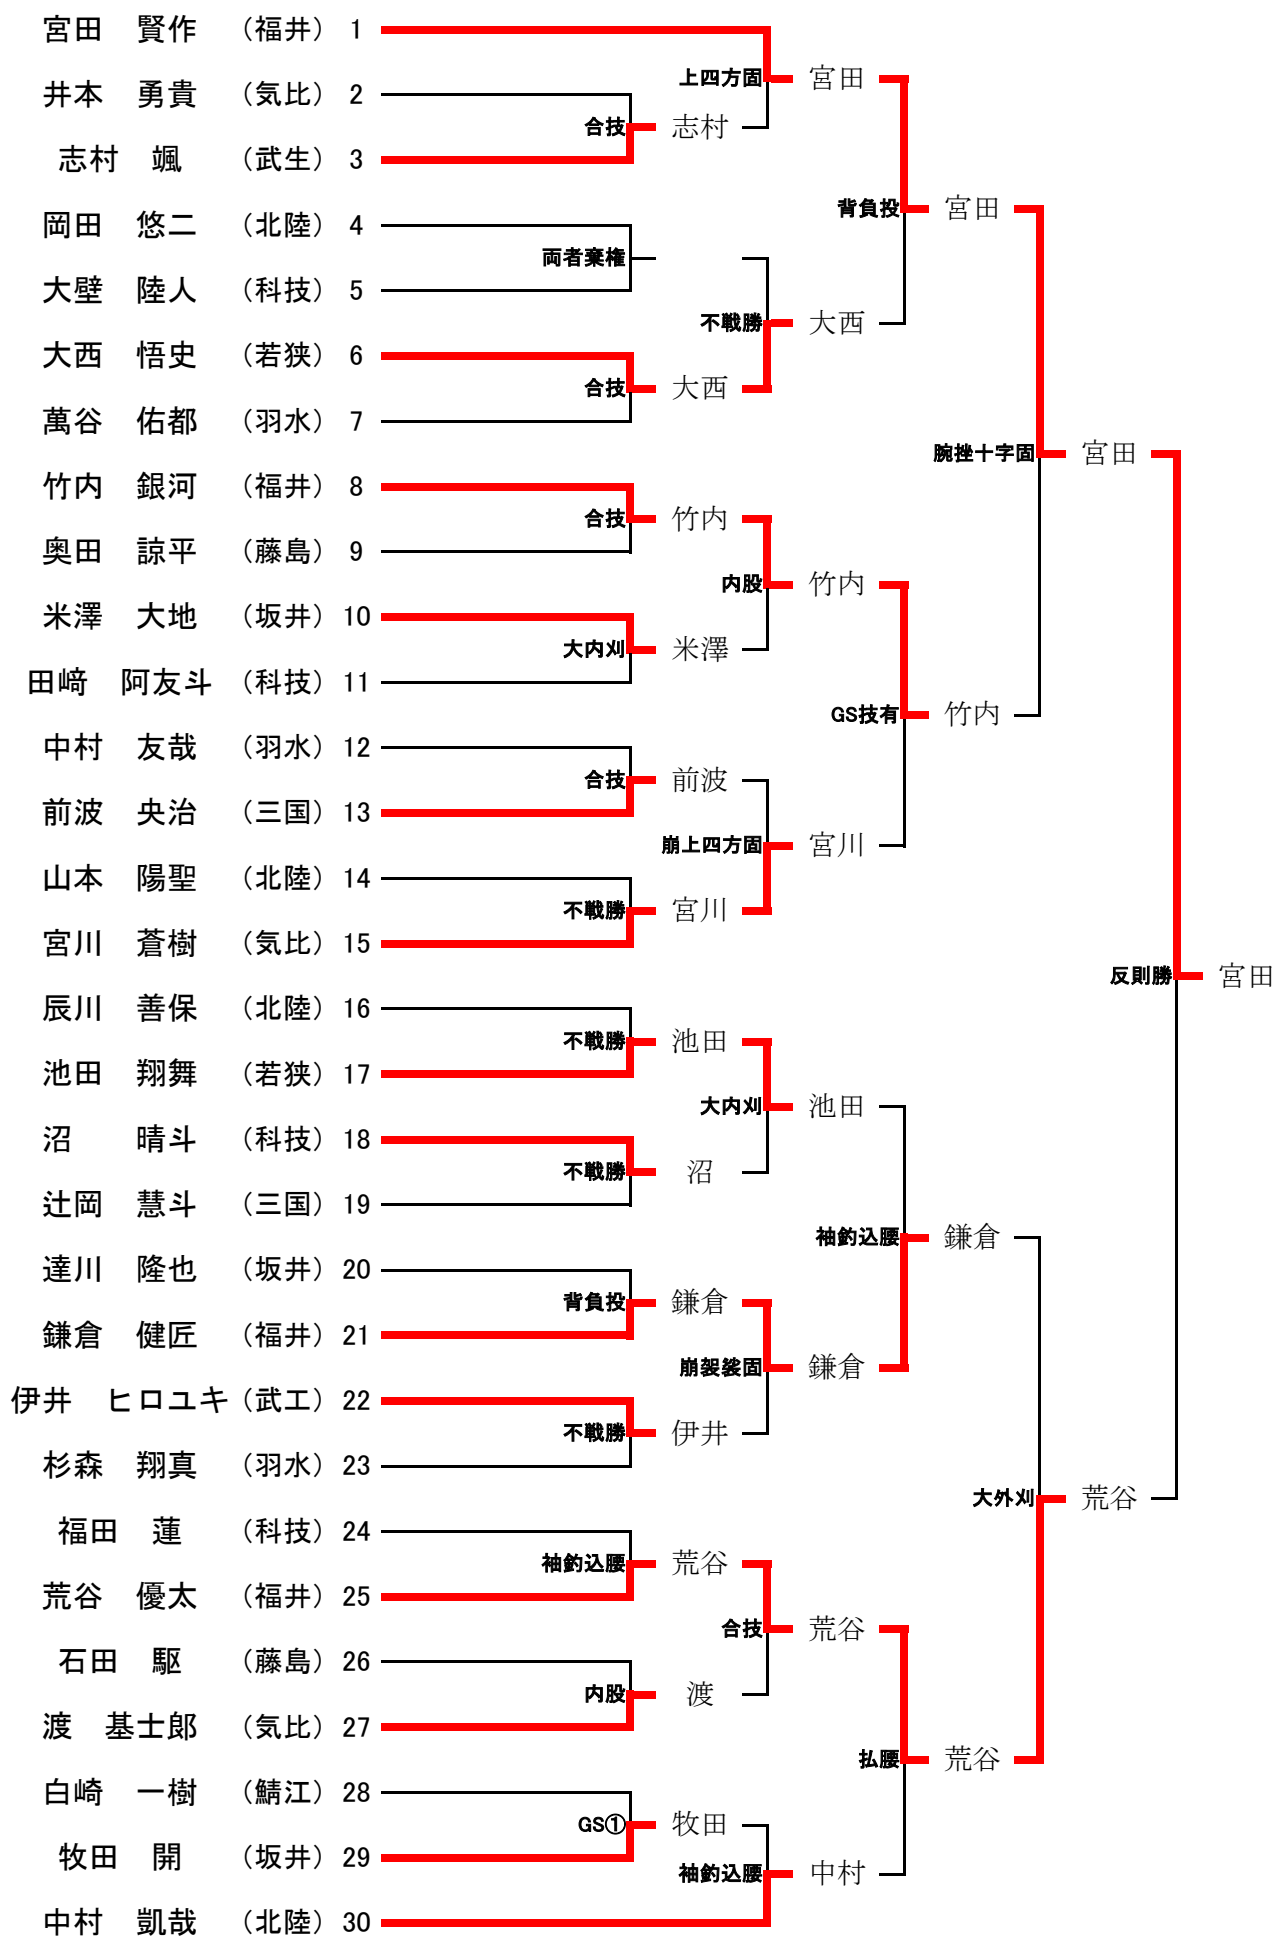 宮田　賢作　（福井） 1
上四方固　宮田
井本　勇貴　（気比） 2
合技　志村
志村　颯　（武生） 3
背負投　宮田
岡田　悠二　（北陸） 4
両者棄権
大壁　陸人　（科技） 5
不戦勝　大西
大西　悟史　（若狭） 6
合技　大西
萬谷　佑都　（羽水） 7
腕挫十字固　宮田
竹内　銀河　（福井） 8
合技　竹内
奥田　諒平　（藤島） 9
内股　竹内
米澤　大地　（坂井） 10
大内刈　米澤
田﨑　阿友斗　（科技） 11
GS技有　竹内
中村　友哉　（羽水） 12
合技　前波
前波　央治　（三国） 13
崩上四方固　宮川
山本　陽聖　（北陸） 14
不戦勝　宮川
宮川　蒼樹　（気比） 15
反則勝　宮田
辰川　善保　（北陸） 16
不戦勝　池田
池田　翔舞　（若狭） 17
大内刈　池田
沼　晴斗　（科技） 18
不戦勝　沼
辻岡　慧斗　（三国） 19
袖釣込腰　鎌倉
達川　隆也　（坂井） 20
背負投　鎌倉
鎌倉　健匠　（福井） 21
崩袈裟固　鎌倉
伊井　ヒロユキ （武工） 22
不戦勝　伊井
杉森　翔真　（羽水） 23
大外刈　荒谷
福田　蓮　（科技） 24
袖釣込腰　荒谷
荒谷　優太　（福井） 25
合技　荒谷
石田　駆　（藤島） 26
内股　渡
渡　基士郎　（気比） 27
払腰　荒谷
白崎　一樹　（鯖江） 28
GS①　牧田
牧田　開　（坂井） 29
袖釣込腰　中村
中村　凱哉　（北陸） 30